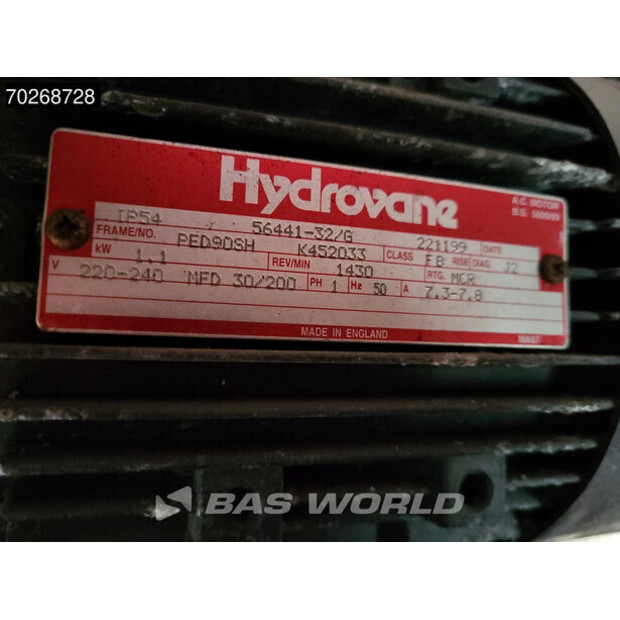 70268728
Hydrovane
A.C. MOTOR
B.S. 5000/99
IP54 56441-32/G 221199 DATE
FRAME/NO. PED90SH K452033 CLASS FB RISE DIAG. J2
kW 1.1 REV/MIN 1430 RTG. MCR
V 220-240 MFD 30/200 PH 1 Hz 50 A 7.3-7.8
MADE IN ENGLAND
BAS WORLD